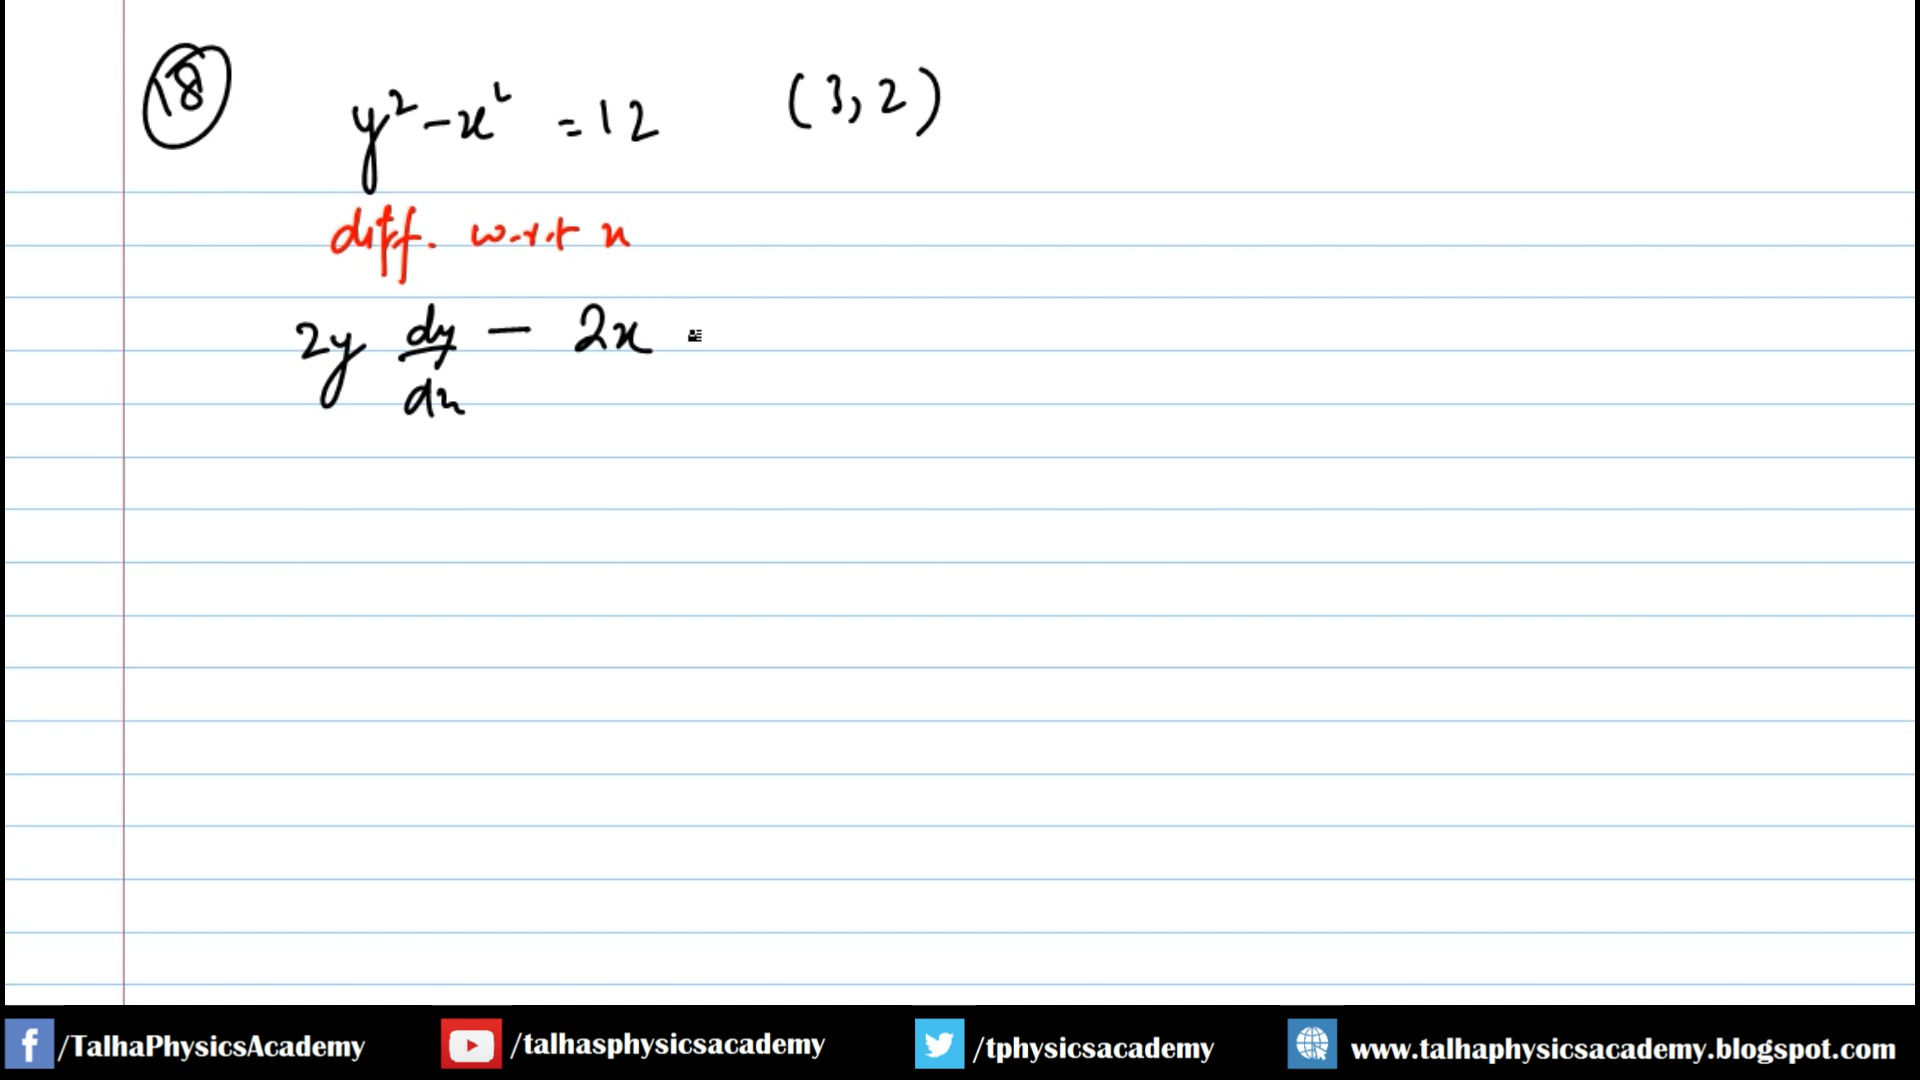 18 y² - x² = 12 (3, 2)
diff. w.r.t x
2y dy/dx - 2x
/TalhaPhysicsAcademy /talhasphysicsacademy /tphysicsacademy www.talhaphysicsacademy.blogspot.com